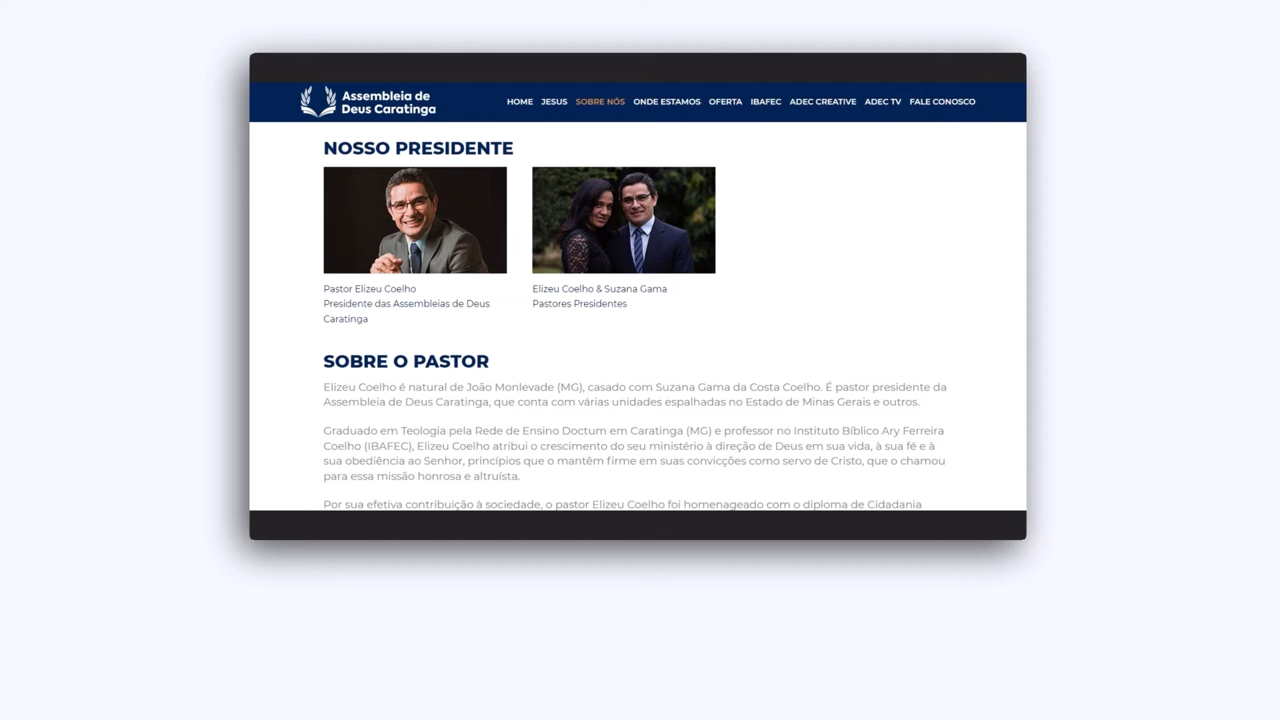 Assembleia de
Deus Caratinga
HOME JESUS SOBRE NÓS ONDE ESTAMOS OFERTA IBAFEC ADEC CREATIVE ADEC TV FALE CONOSCO
NOSSO PRESIDENTE
Pastor Elizeu Coelho
Presidente das Assembleias de Deus
Caratinga
Elizeu Coelho & Suzana Gama
Pastores Presidentes
SOBRE O PASTOR
Elizeu Coelho é natural de João Monlevade (MG), casado com Suzana Gama da Costa Coelho. É pastor presidente da
Assembleia de Deus Caratinga, que conta com várias unidades espalhadas no Estado de Minas Gerais e outros.
Graduado em Teologia pela Rede de Ensino Doctum em Caratinga (MG) e professor no Instituto Bíblico Ary Ferreira
Coelho (IBAFEC), Elizeu Coelho atribui o crescimento do seu ministério à direção de Deus em sua vida, à sua fé e à
sua obediência ao Senhor, princípios que o mantêm firme em suas convicções como servo de Cristo, que o chamou
para essa missão honrosa e altruísta.
Por sua efetiva contribuição à sociedade, o pastor Elizeu Coelho foi homenageado com o diploma de Cidadania